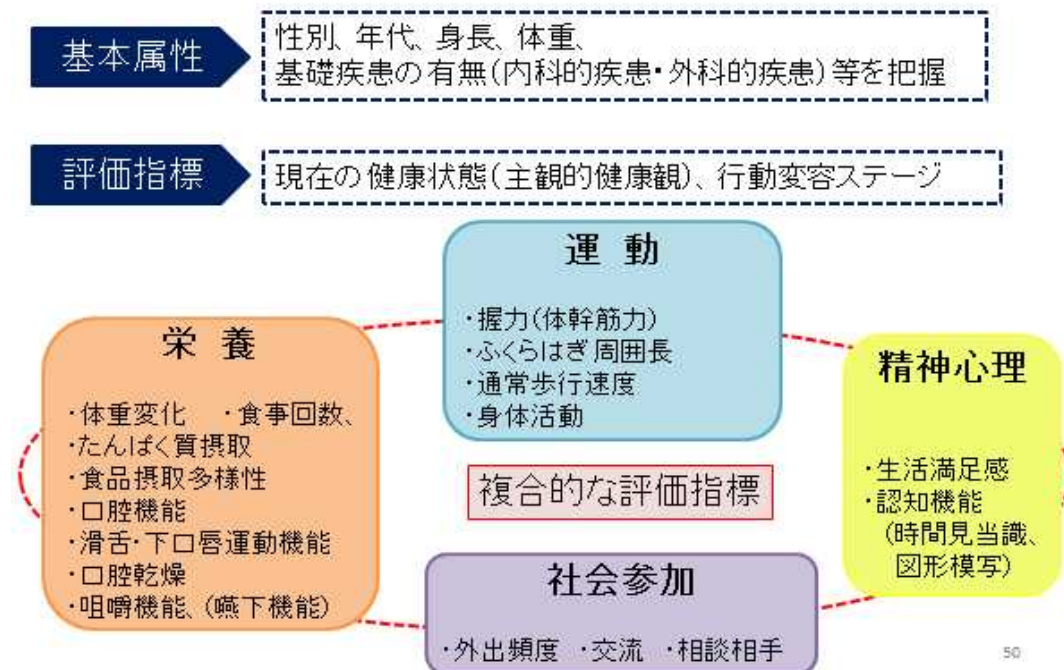 基本属性
性別、年代、身長、体重、
基礎疾患の有無(内科的疾患・外科的疾患)等を把握
評価指標
現在の健康状態(主観的健康観)、行動変容ステージ
運 動
・握力(体幹筋力)
・ふくらはぎ周囲長
・通常歩行速度
・身体活動
栄 養
・体重変化 ・食事回数、
・たんぱく質摂取
・食品摂取多様性
・口腔機能
・滑舌・下口唇運動機能
・口腔乾燥
・咀嚼機能、(嚥下機能)
精神心理
・生活満足感
・認知機能
(時間見当識、
図形模写)
複合的な評価指標
社会参加
・外出頻度 ・交流 ・相談相手
50